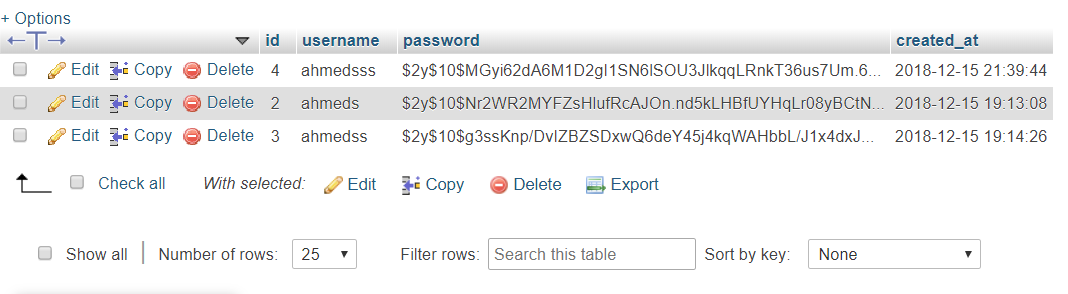 + Options
←T→ id username password created_at
Edit Copy Delete 4 ahmedsss $2y$10$MGyi62dA6M1D2gI1SN6lSOU3JlkqqLRnkT36us7Um.6... 2018-12-15 21:39:44
Edit Copy Delete 2 ahmeds $2y$10$Nr2WR2MYFZsHlufRcAJOn.nd5kLHBfUYHqLr08yBCtN... 2018-12-15 19:13:08
Edit Copy Delete 3 ahmedss $2y$10$g3ssKnp/DvlZBZSDxwQ6deY45j4kqWAHbbL/J1x4dxJ... 2018-12-15 19:14:26
Check all With selected: Edit Copy Delete Export
Show all Number of rows: 25 Filter rows: Search this table Sort by key: None